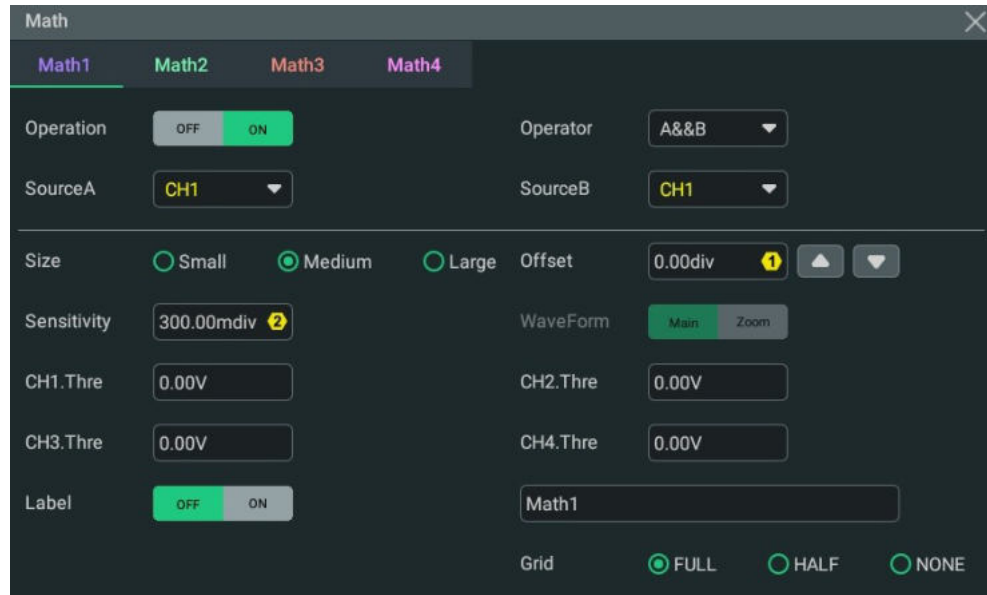 Math
Math1 Math2 Math3 Math4
Operation OFF ON Operator A&&B
SourceA CH1 SourceB CH1
Size Small Medium Large Offset 0.00div 1
Sensitivity 300.00mdiv 2 WaveForm Main Zoom
CH1.Thre 0.00V CH2.Thre 0.00V
CH3.Thre 0.00V CH4.Thre 0.00V
Label OFF ON Math1
Grid FULL HALF NONE